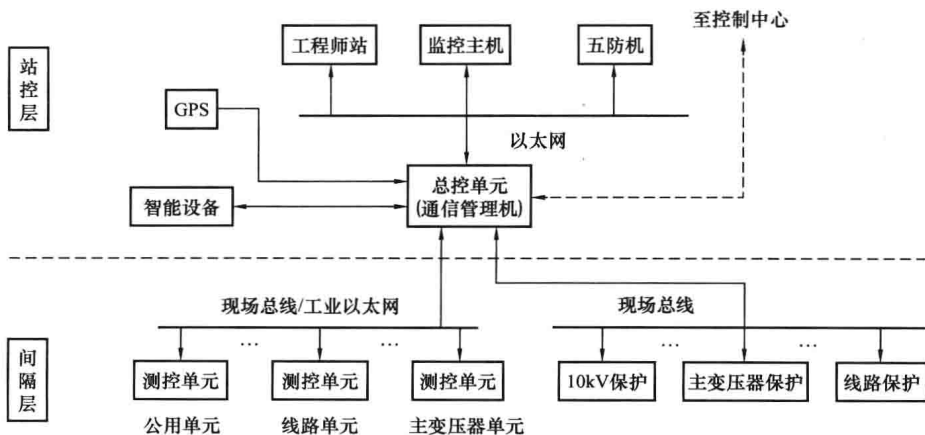 至控制中心
工程师站
监控主机
五防机
站控层
GPS
以太网
总控单元
(通信管理机)
智能设备
现场总线/工业以太网
现场总线
间隔层
… …
… …
测控单元
测控单元
测控单元
10kV保护
主变压器保护
线路保护
公用单元
线路单元
主变压器单元